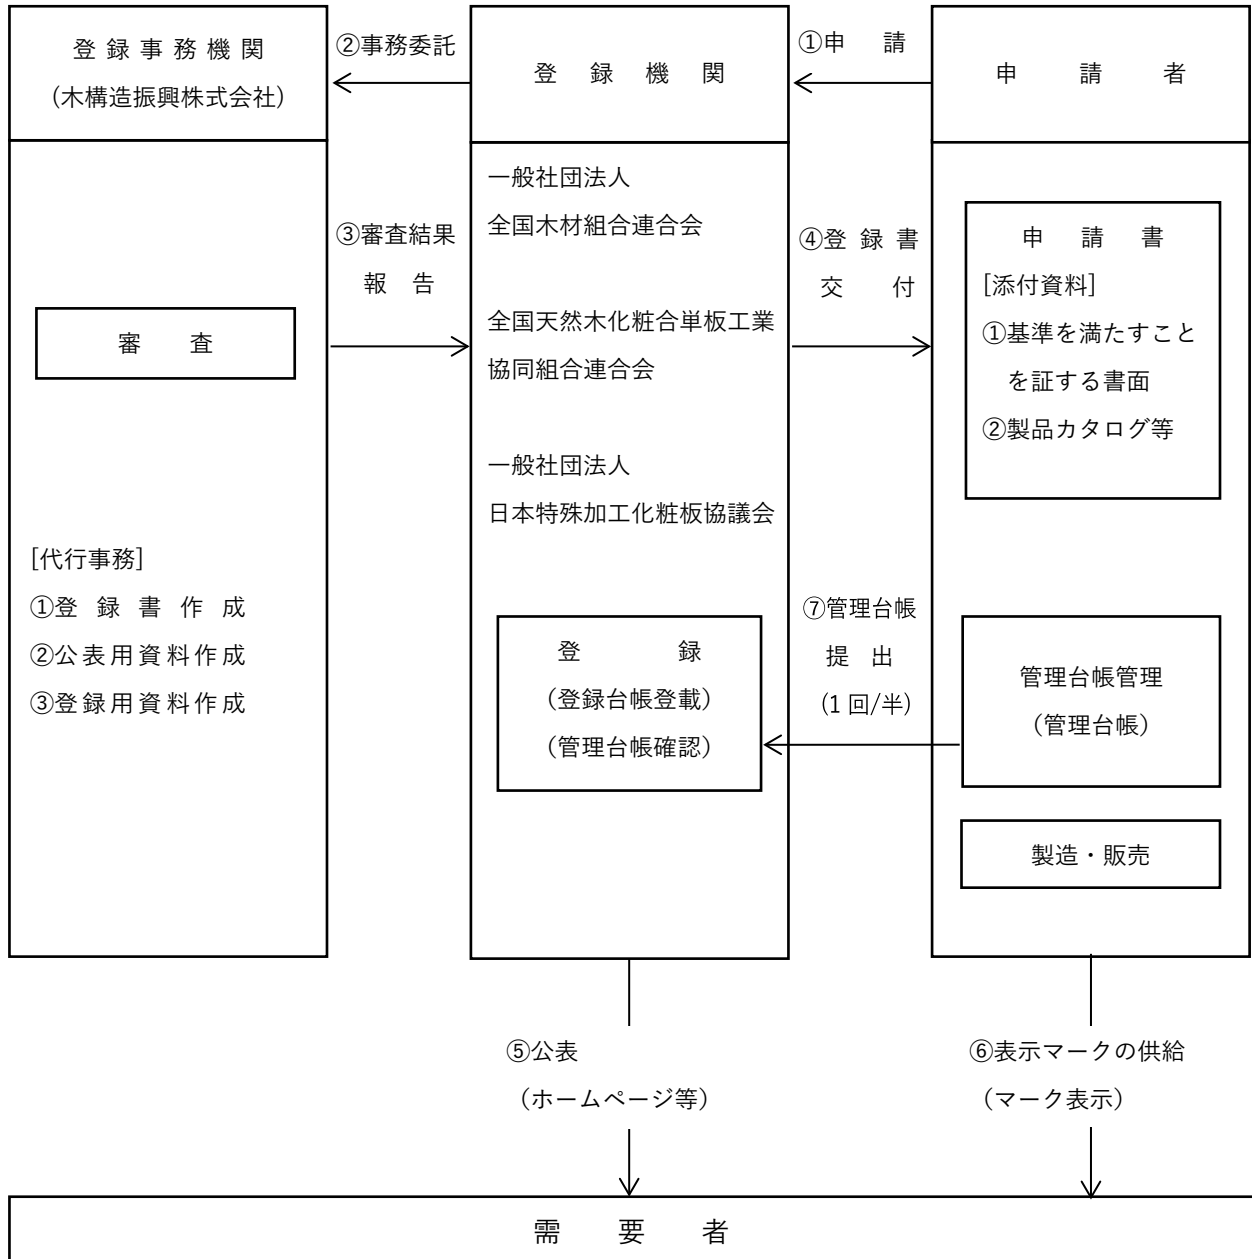 登録事務機関
(木構造振興株式会社)
②事務委託
登録機関
①申請
申請者
審査
[代行事務]
①登録書作成
②公表用資料作成
③登録用資料作成
③審査結果
報告
一般社団法人
全国木材組合連合会
全国天然木化粧合単板工業
協同組合連合会
一般社団法人
日本特殊加工化粧板協議会
登録
(登録台帳登載)
(管理台帳確認)
④登録書
交付
⑦管理台帳
提出
(1回/半)
申請書
[添付資料]
①基準を満たすこと
を証する書面
②製品カタログ等
管理台帳管理
(管理台帳)
製造・販売
⑤公表
(ホームページ等)
⑥表示マークの供給
(マーク表示)
需要者